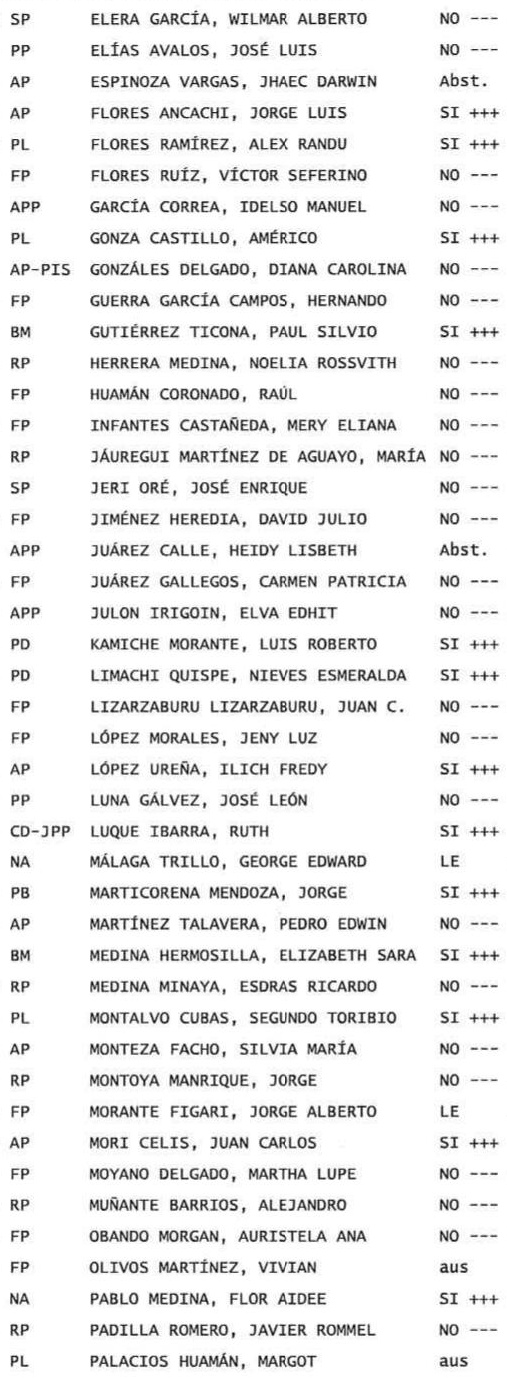 SP ELERA GARCÍA, WILMAR ALBERTO NO ---
PP ELÍAS AVALOS, JOSÉ LUIS NO ---
AP ESPINOZA VARGAS, JHAEC DARWIN Abst.
AP FLORES ANCACHI, JORGE LUIS SI +++
PL FLORES RAMÍREZ, ALEX RANDU SI +++
FP FLORES RUÍZ, VÍCTOR SEFERINO NO ---
APP GARCÍA CORREA, IDELSO MANUEL NO ---
PL GONZA CASTILLO, AMÉRICO SI +++
AP-PIS GONZÁLES DELGADO, DIANA CAROLINA NO ---
FP GUERRA GARCÍA CAMPOS, HERNANDO NO ---
BM GUTIÉRREZ TICONA, PAUL SILVIO SI +++
RP HERRERA MEDINA, NOELIA ROSSVITH NO ---
FP HUAMÁN CORONADO, RAÚL NO ---
FP INFANTES CASTAÑEDA, MERY ELIANA NO ---
RP JÁUREGUI MARTÍNEZ DE AGUAYO, MARÍA NO ---
SP JERI ORÉ, JOSÉ ENRIQUE NO ---
FP JIMÉNEZ HEREDIA, DAVID JULIO NO ---
APP JUÁREZ CALLE, HEIDY LISBETH Abst.
FP JUÁREZ GALLEGOS, CARMEN PATRICIA NO ---
APP JULON IRIGOIN, ELVA EDHIT NO ---
PD KAMICHE MORANTE, LUIS ROBERTO SI +++
PD LIMACHI QUISPE, NIEVES ESMERALDA SI +++
FP LIZARZABURU LIZARZABURU, JUAN C. NO ---
FP LÓPEZ MORALES, JENY LUZ NO ---
AP LÓPEZ UREÑA, ILICH FREDY SI +++
PP LUNA GÁLVEZ, JOSÉ LEÓN NO ---
CD-JPP LUQUE IBARRA, RUTH SI +++
NA MÁLAGA TRILLO, GEORGE EDWARD LE
PB MARTICORENA MENDOZA, JORGE SI +++
AP MARTÍNEZ TALAVERA, PEDRO EDWIN NO ---
BM MEDINA HERMOSILLA, ELIZABETH SARA SI +++
RP MEDINA MINAYA, ESDRAS RICARDO NO ---
PL MONTALVO CUBAS, SEGUNDO TORIBIO SI +++
AP MONTEZA FACHO, SILVIA MARÍA NO ---
RP MONTOYA MANRIQUE, JORGE NO ---
FP MORANTE FIGARI, JORGE ALBERTO LE
AP MORI CELIS, JUAN CARLOS SI +++
FP MOYANO DELGADO, MARTHA LUPE NO ---
RP MUÑANTE BARRIOS, ALEJANDRO NO ---
FP OBANDO MORGAN, AURISTELA ANA NO ---
FP OLIVOS MARTÍNEZ, VIVIAN aus
NA PABLO MEDINA, FLOR AIDEE SI +++
RP PADILLA ROMERO, JAVIER ROMMEL NO ---
PL PALACIOS HUAMÁN, MARGOT aus